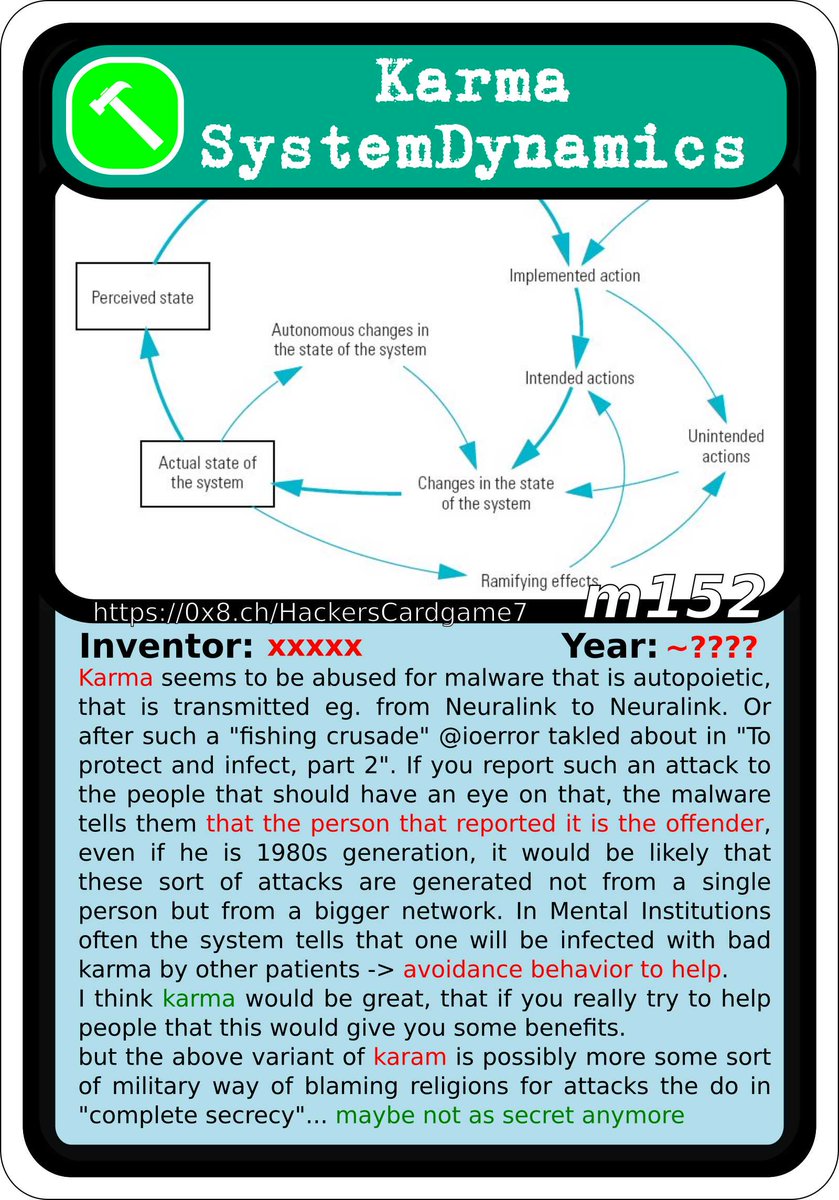 Karma
SystemDynamics
Implemented action
Perceived state
Autonomous changes in
the state of the system
Intended actions
Unintended
actions
Actual state of
the system
Changes in the state
of the system
Ramifying effects
m152
https://0x8.ch/HackersCardgame7
Inventor: xxxxx Year: ~????
Karma seems to be abused for malware that is autopoietic,
that is transmitted eg. from Neuralink to Neuralink. Or
after such a "fishing crusade" @ioerror takled about in "To
protect and infect, part 2". If you report such an attack to
the people that should have an eye on that, the malware
tells them that the person that reported it is the offender,
even if he is 1980s generation, it would be likely that
these sort of attacks are generated not from a single
person but from a bigger network. In Mental Institutions
often the system tells that one will be infected with bad
karma by other patients -> avoidance behavior to help.
I think karma would be great, that if you really try to help
people that this would give you some benefits.
but the above variant of karam is possibly more some sort
of military way of blaming religions for attacks the do in
"complete secrecy"... maybe not as secret anymore